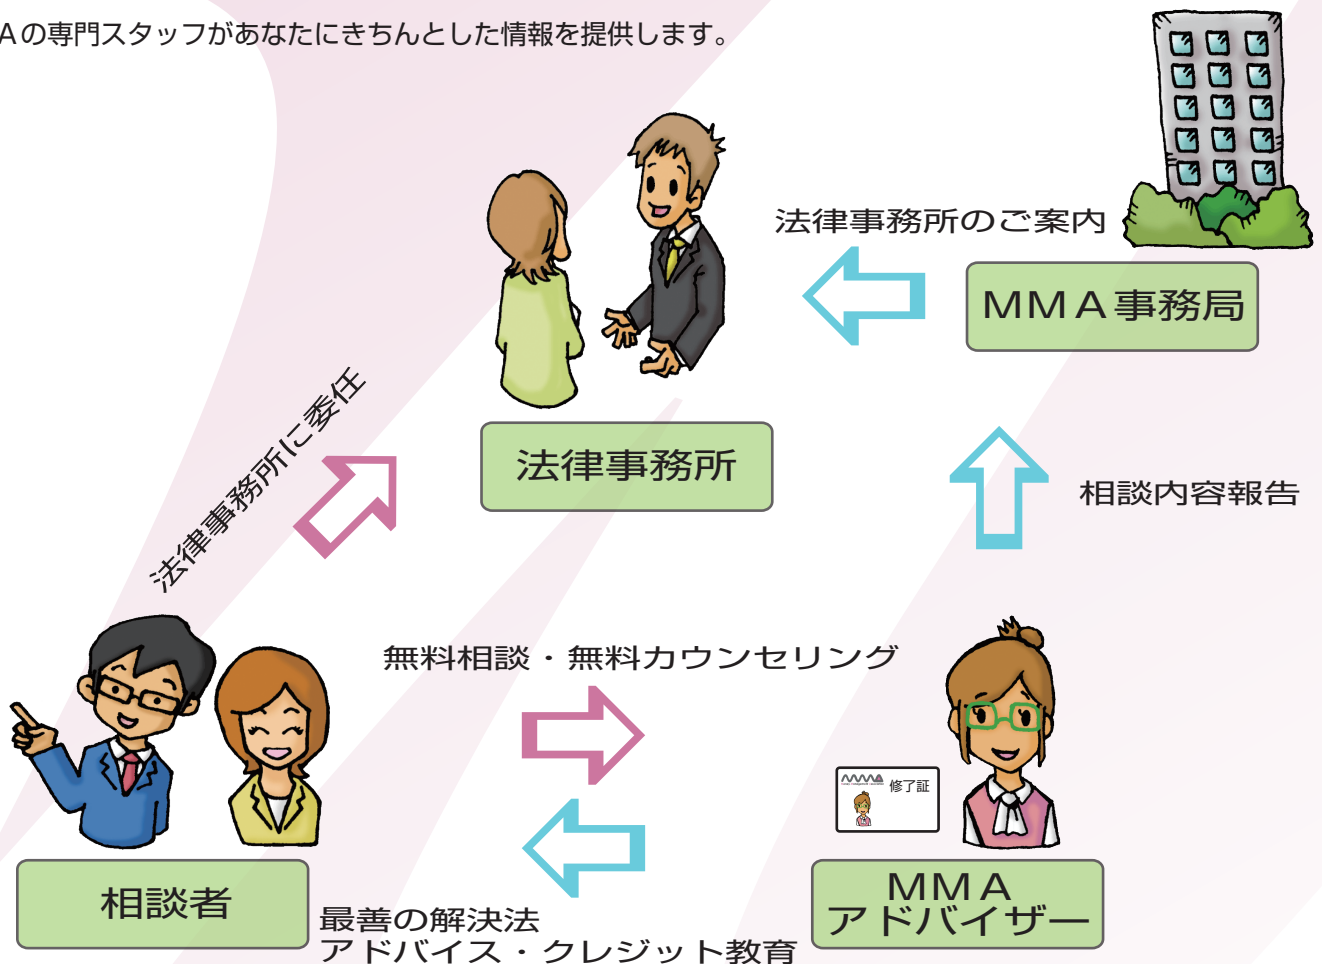 Aの専門スタッフがあなたにきちんとした情報を提供します。
法律事務所のご案内
MMA事務局
法律事務所に委任
法律事務所
相談内容報告
無料相談・無料カウンセリング
MMA 修了証
相談者
最善の解決法
アドバイス・クレジット教育
MMA
アドバイザー